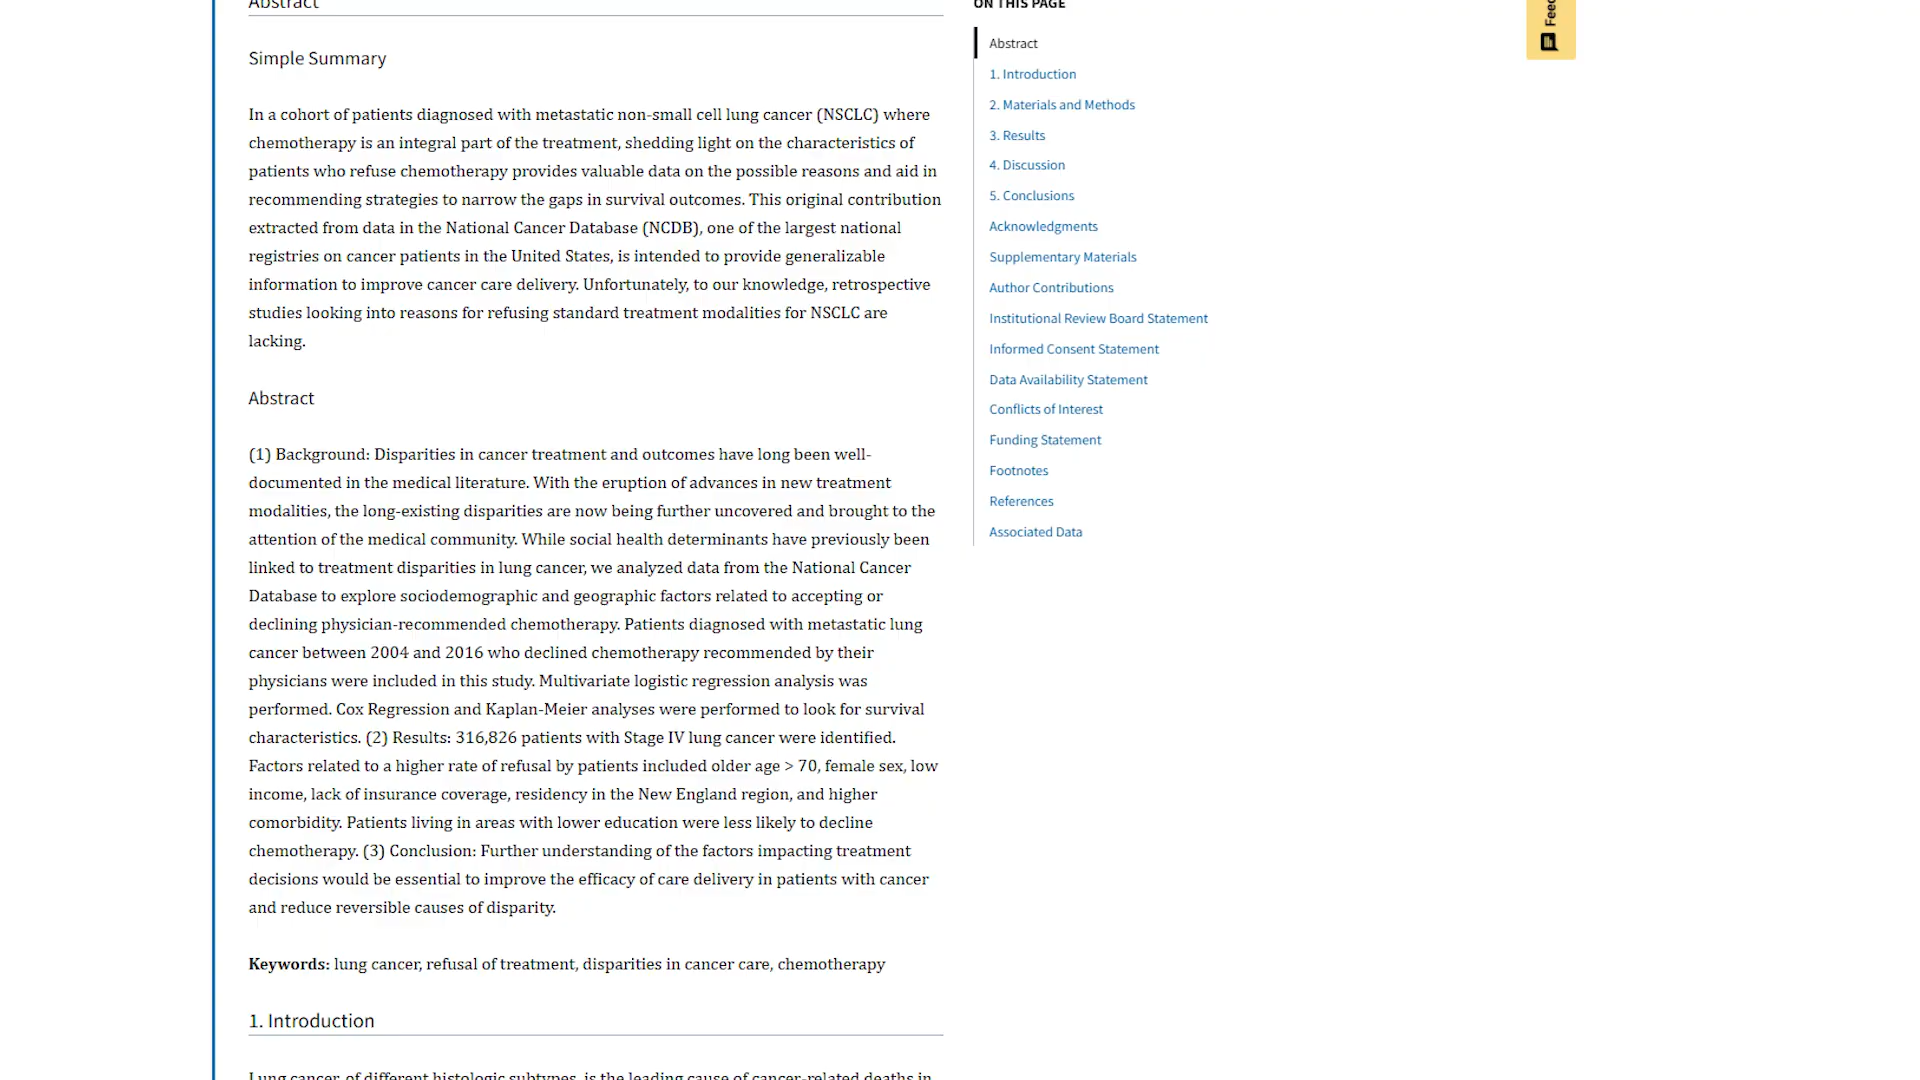 Abstract
Simple Summary
In a cohort of patients diagnosed with metastatic non-small cell lung cancer (NSCLC) where
chemotherapy is an integral part of the treatment, shedding light on the characteristics of
patients who refuse chemotherapy provides valuable data on the possible reasons and aid in
recommending strategies to narrow the gaps in survival outcomes. This original contribution
extracted from data in the National Cancer Database (NCDB), one of the largest national
registries on cancer patients in the United States, is intended to provide generalizable
information to improve cancer care delivery. Unfortunately, to our knowledge, retrospective
studies looking into reasons for refusing standard treatment modalities for NSCLC are
lacking.
Abstract
(1) Background: Disparities in cancer treatment and outcomes have long been well-
documented in the medical literature. With the eruption of advances in new treatment
modalities, the long-existing disparities are now being further uncovered and brought to the
attention of the medical community. While social health determinants have previously been
linked to treatment disparities in lung cancer, we analyzed data from the National Cancer
Database to explore sociodemographic and geographic factors related to accepting or
declining physician-recommended chemotherapy. Patients diagnosed with metastatic lung
cancer between 2004 and 2016 who declined chemotherapy recommended by their
physicians were included in this study. Multivariate logistic regression analysis was
performed. Cox Regression and Kaplan-Meier analyses were performed to look for survival
characteristics. (2) Results: 316,826 patients with Stage IV lung cancer were identified.
Factors related to a higher rate of refusal by patients included older age > 70, female sex, low
income, lack of insurance coverage, residency in the New England region, and higher
comorbidity. Patients living in areas with lower education were less likely to decline
chemotherapy. (3) Conclusion: Further understanding of the factors impacting treatment
decisions would be essential to improve the efficacy of care delivery in patients with cancer
and reduce reversible causes of disparity.
Keywords: lung cancer, refusal of treatment, disparities in cancer care, chemotherapy
1. Introduction
Lung cancer, of different histologic subtypes, is the leading cause of cancer-related deaths in
ON THIS PAGE
Abstract
1. Introduction
2. Materials and Methods
3. Results
4. Discussion
5. Conclusions
Acknowledgments
Supplementary Materials
Author Contributions
Institutional Review Board Statement
Informed Consent Statement
Data Availability Statement
Conflicts of Interest
Funding Statement
Footnotes
References
Associated Data